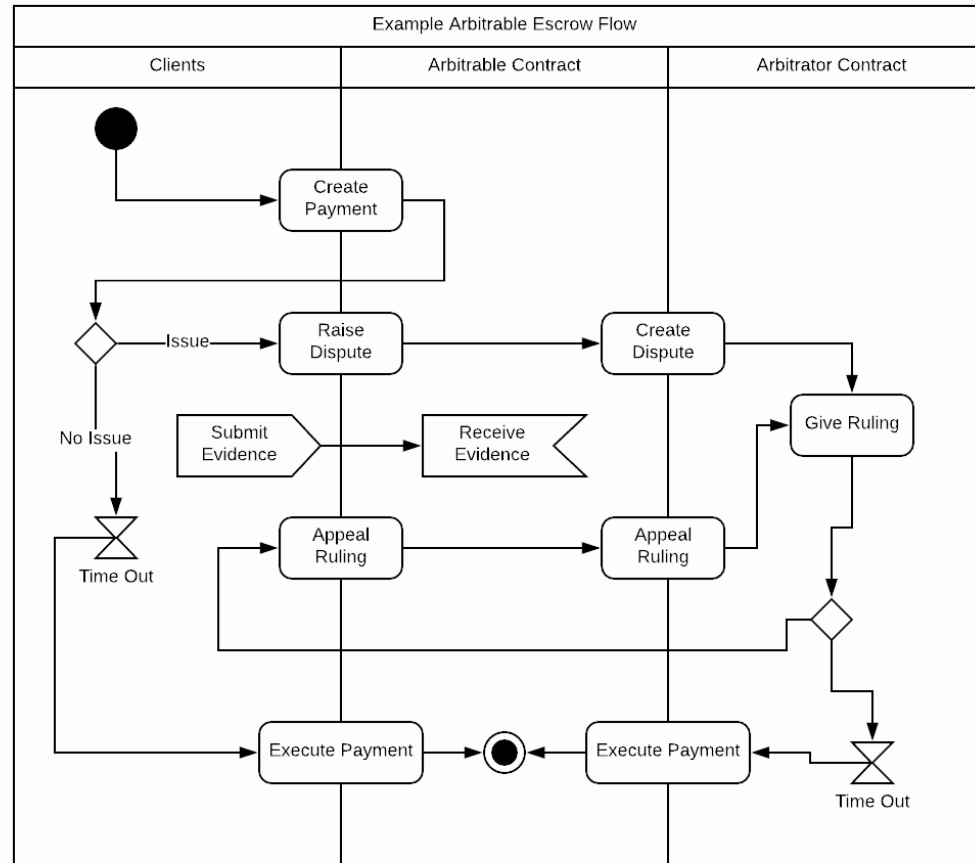 Example Arbitrable Escrow Flow
Clients
Arbitrable Contract
Arbitrator Contract
Create
Payment
Issue
Raise
Dispute
Create
Dispute
Give Ruling
No Issue
Submit
Evidence
Receive
Evidence
Time Out
Appeal
Ruling
Appeal
Ruling
Execute Payment
Execute Payment
Time Out